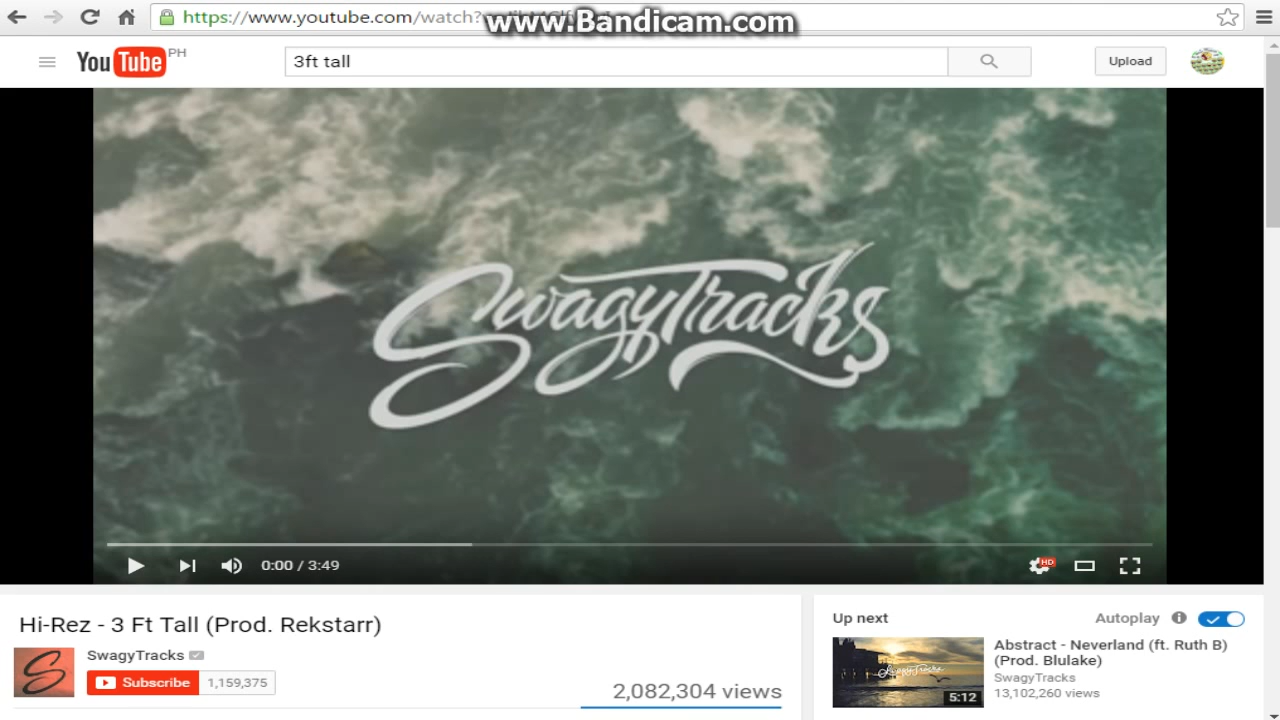 https://www.youtube.com/watch?
www.Bandicam.com
YouTube PH
3ft tall
Upload
SwagyTracks
0:00 / 3:49
HD
Hi-Rez - 3 Ft Tall (Prod. Rekstarr)
SwagyTracks
Subscribe 1,159,375
2,082,304 views
Up next
Autoplay
SwagyTracks
5:12
Abstract - Neverland (ft. Ruth B)
(Prod. Blulake)
SwagyTracks
13,102,260 views